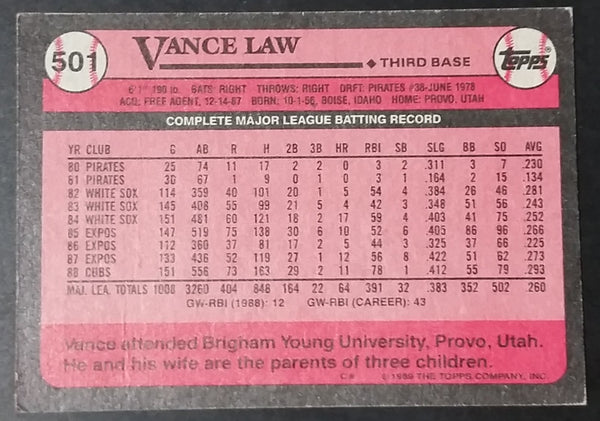 501
VANCE LAW
THIRD BASE
Topps
6'1" 190 lb. BATS: RIGHT THROWS: RIGHT DRFT: PIRATES #38-JUNE 1978
ACQ: FREE AGENT, 12-14-87 BORN: 10-1-56, BOISE, IDAHO HOME: PROVO, UTAH
COMPLETE MAJOR LEAGUE BATTING RECORD
YR CLUB G AB R H 2B 3B HR RBI SB SLG BB SO AVG
80 PIRATES 25 74 11 17 2 2 0 3 2 .311 3 7 .230
81 PIRATES 30 67 1 9 0 1 0 3 1 .164 2 15 .134
82 WHITE SOX 114 359 40 101 20 1 5 54 4 .384 26 46 .281
83 WHITE SOX 145 408 55 99 21 5 4 42 3 .348 51 56 .243
84 WHITE SOX 151 481 60 121 18 2 17 59 4 .403 41 75 .252
85 EXPOS 147 519 75 138 30 6 10 52 6 .405 86 96 .266
86 EXPOS 112 360 37 81 17 2 5 44 3 .325 37 66 .225
87 EXPOS 133 436 52 119 27 1 12 56 8 .422 51 62 .273
88 CUBS 151 556 73 163 29 2 11 78 1 .412 55 79 .293
MAJ. LEA. TOTALS 1008 3260 404 848 164 22 64 391 32 .383 352 502 .260
GW-RBI (1988): 12 GW-RBI (CAREER): 43
Vance attended Brigham Young University, Provo, Utah.
He and his wife are the parents of three children.
C# © 1989 THE TOPPS COMPANY, INC.